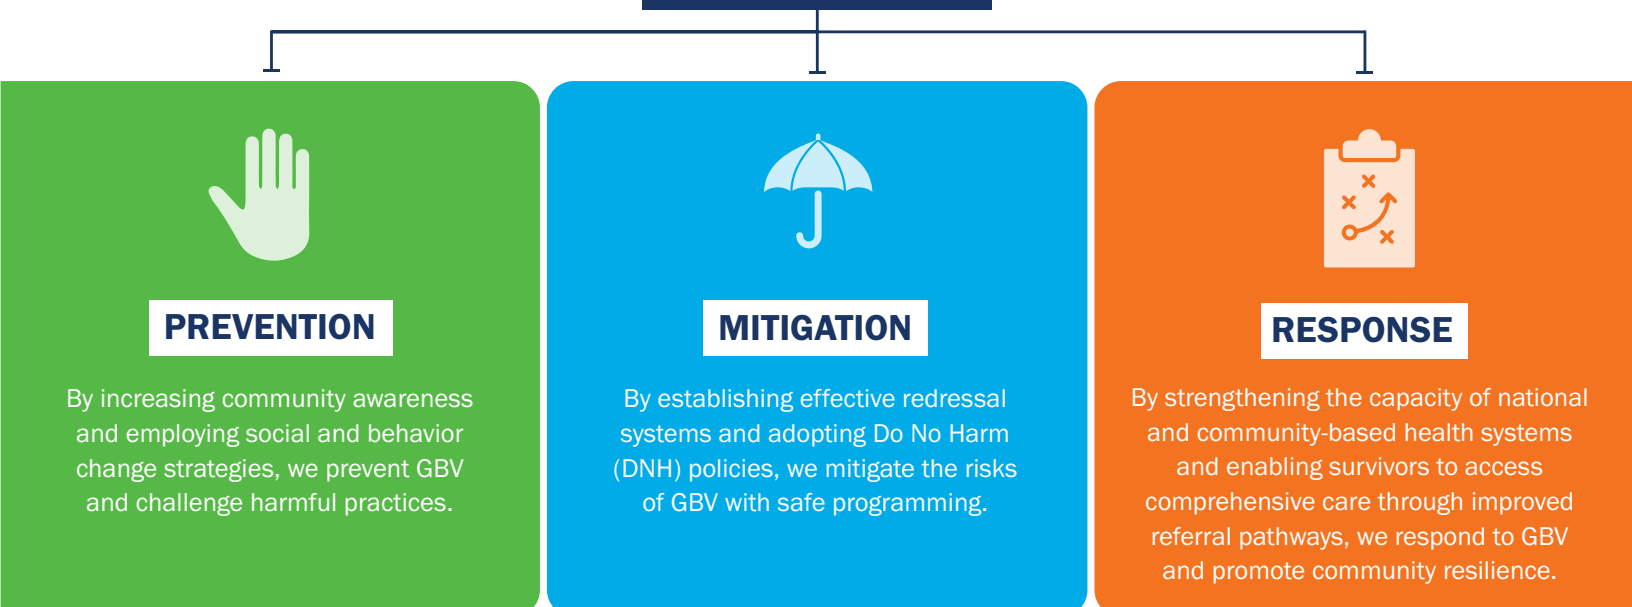 PREVENTION
By increasing community awareness
and employing social and behavior
change strategies, we prevent GBV
and challenge harmful practices.
MITIGATION
By establishing effective redressal
systems and adopting Do No Harm
(DNH) policies, we mitigate the risks
of GBV with safe programming.
RESPONSE
By strengthening the capacity of national
and community-based health systems
and enabling survivors to access
comprehensive care through improved
referral pathways, we respond to GBV
and promote community resilience.